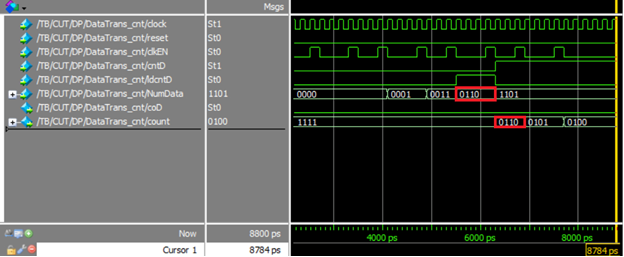 Msgs
/TB/CUT/DP/DataTrans_cnt/clock St1
/TB/CUT/DP/DataTrans_cnt/reset St0
/TB/CUT/DP/DataTrans_cnt/clkEN St0
/TB/CUT/DP/DataTrans_cnt/cntD St1
/TB/CUT/DP/DataTrans_cnt/ldcntD St0
/TB/CUT/DP/DataTrans_cnt/NumData 1101 0000 0001 0011 0110 1101
/TB/CUT/DP/DataTrans_cnt/coD St0
/TB/CUT/DP/DataTrans_cnt/count 0100 1111 0110 0101 0100
Now 8800 ps 4000 ps 6000 ps 8000 ps
Cursor 1 8784 ps 8784 ps